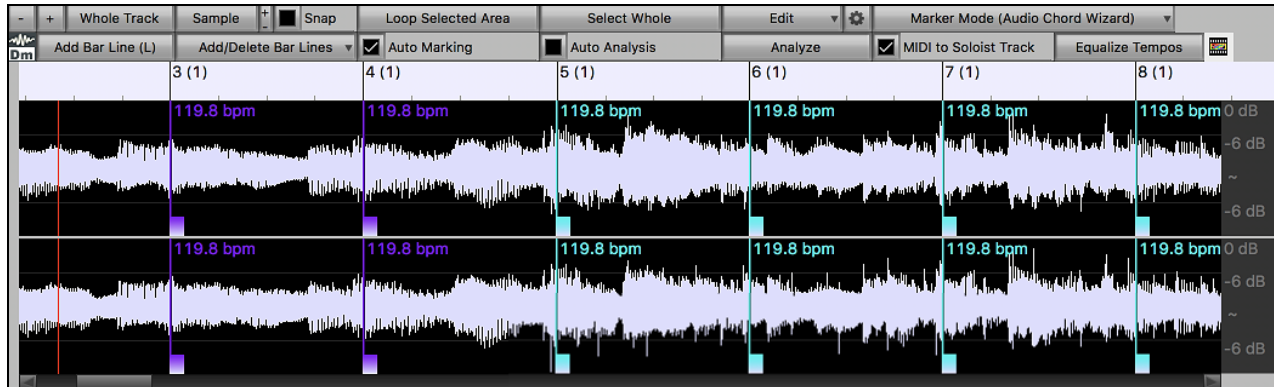 - + Whole Track Sample + - Snap Loop Selected Area Select Whole Edit Marker Mode (Audio Chord Wizard)
Dm Add Bar Line (L) Add/Delete Bar Lines Auto Marking Auto Analysis Analyze MIDI to Soloist Track Equalize Tempos
3 (1) 4 (1) 5 (1) 6 (1) 7 (1) 8 (1)
119.8 bpm 119.8 bpm 119.8 bpm 119.8 bpm 119.8 bpm 119.8 bpm 0 dB
-6 dB
~
-6 dB
119.8 bpm 119.8 bpm 119.8 bpm 119.8 bpm 119.8 bpm 119.8 bpm 0 dB
-6 dB
~
-6 dB